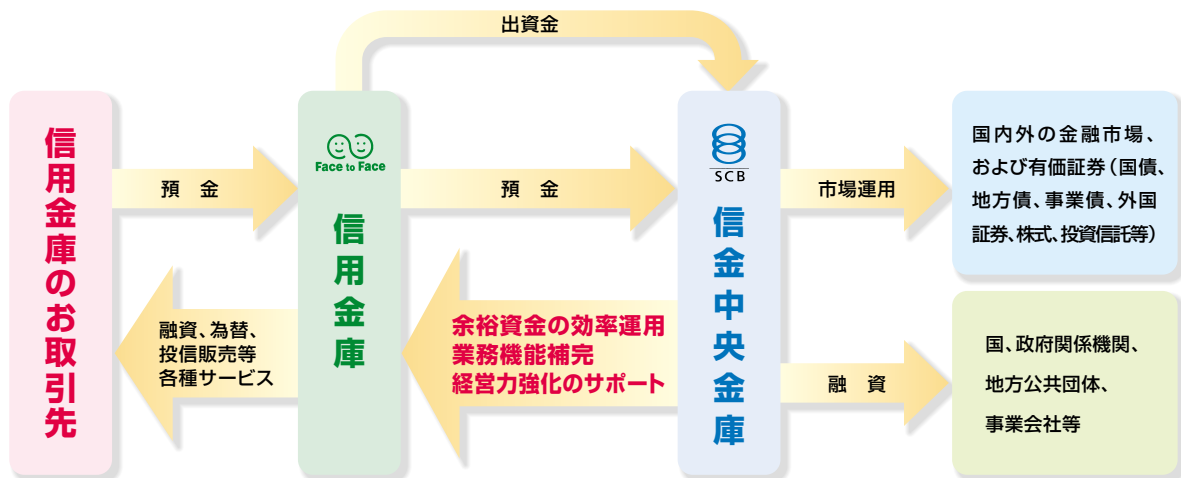 出資金
信用金庫のお取引先
預　金
融資、為替、
投信販売等
各種サービス
Face to Face
信用金庫
預　金
余裕資金の効率運用
業務機能補完
経営力強化のサポート
SCB
信金中央金庫
市場運用
融　資
国内外の金融市場、
および有価証券（国債、
地方債、事業債、外国
証券、株式、投資信託等）
国、政府関係機関、
地方公共団体、
事業会社等